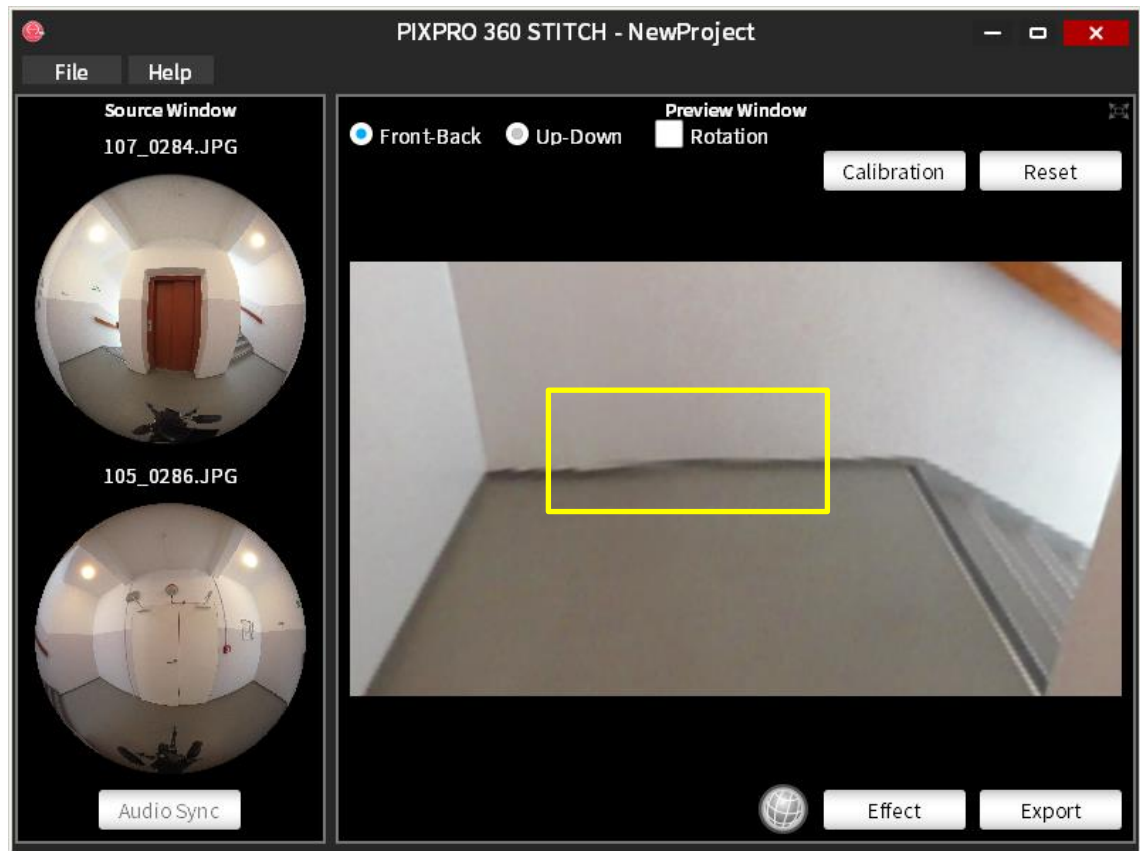 PIXPRO 360 STITCH - NewProject
File Help
Source Window
107_0284.JPG
105_0286.JPG
Audio Sync
Preview Window
Front-Back Up-Down Rotation
Calibration Reset
Effect Export